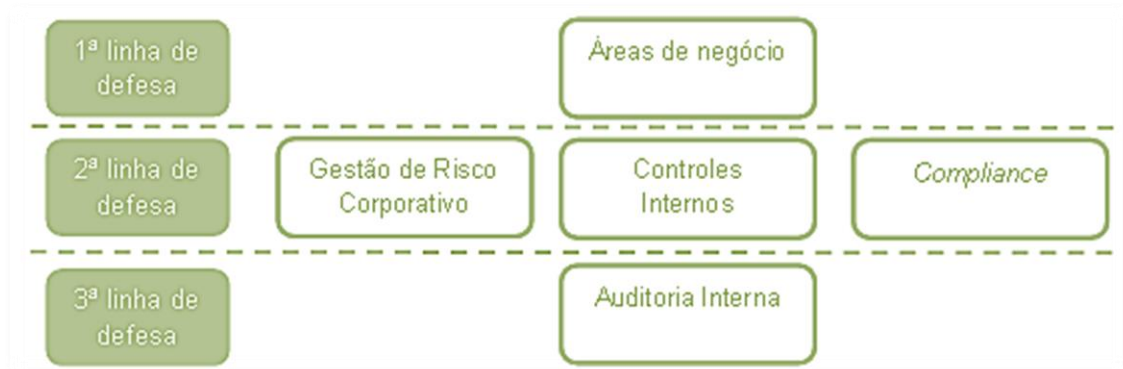 1ª linha de
defesa
Áreas de negócio
2ª linha de
defesa
Gestão de Risco
Corporativo
Controles
Internos
Compliance
3ª linha de
defesa
Auditoria Interna